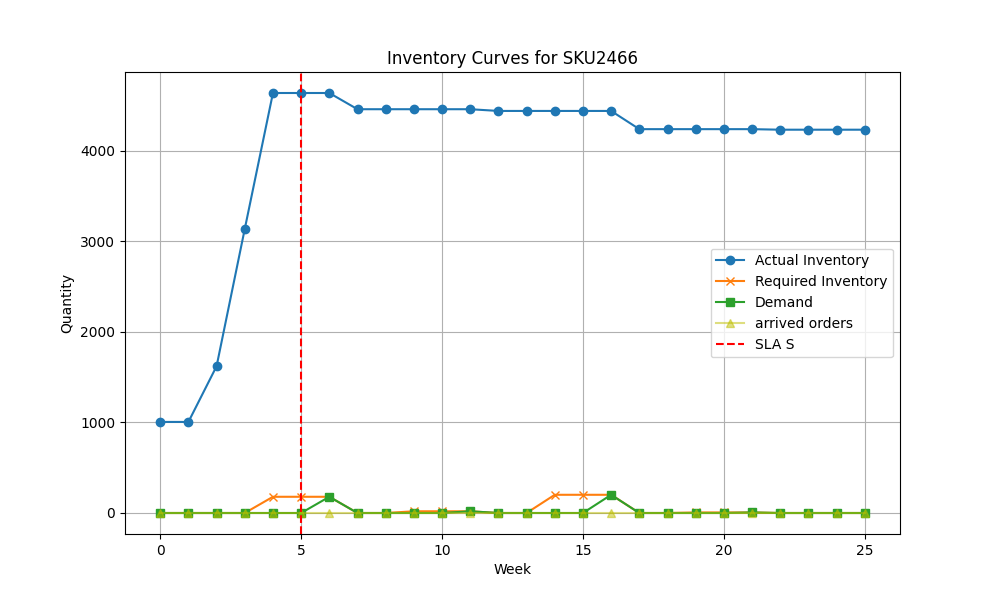 Inventory Curves for SKU2466
Quantity
4000
3000
2000
1000
0
Actual Inventory
Required Inventory
Demand
arrived orders
SLA S
0 5 10 15 20 25
Week